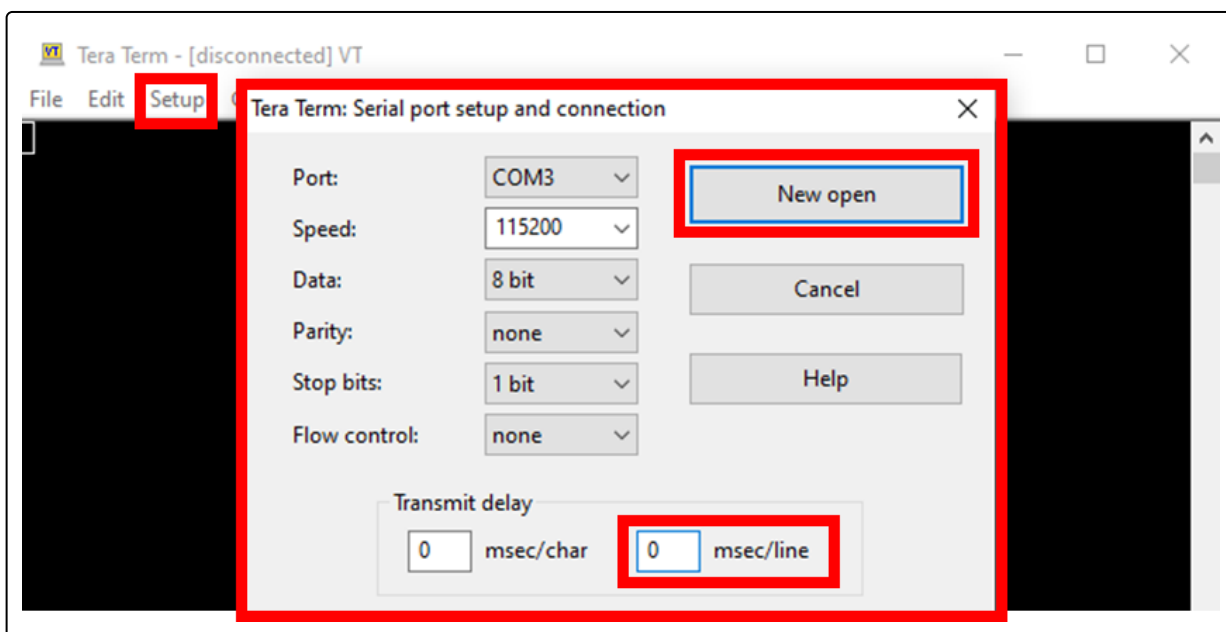 VT Tera Term - [disconnected] VT
File Edit Setup
Tera Term: Serial port setup and connection
Port: COM3 New open
Speed: 115200
Data: 8 bit Cancel
Parity: none
Stop bits: 1 bit Help
Flow control: none
Transmit delay
0 msec/char 0 msec/line